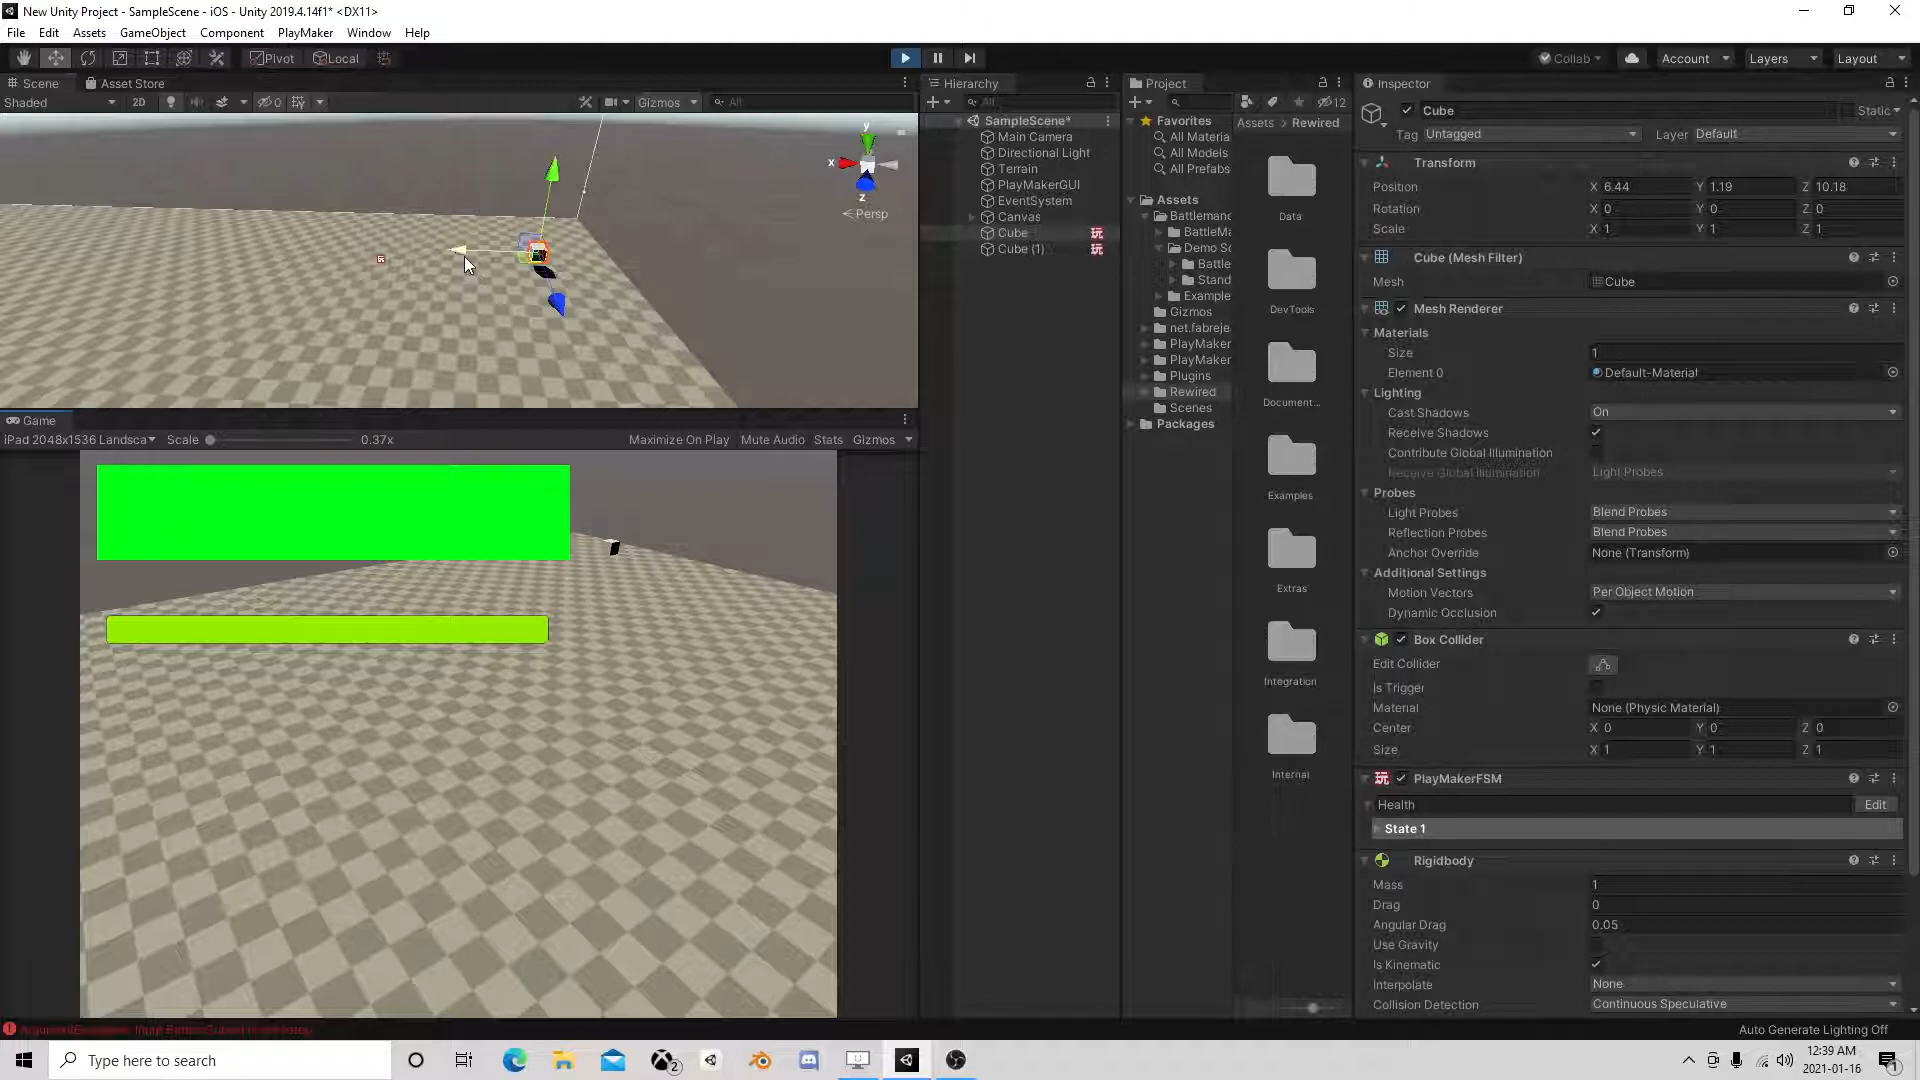 New Unity Project - SampleScene - iOS - Unity 2019.4.14f1* <DX11>
File Edit Assets GameObject Component PlayMaker Window Help
Pivot Local Collab Account Layers Layout
Scene Asset Store
Shaded 2D 0 Gizmos All
y
x
z
Persp
Game
iPad 2048x1536 Landsca Scale 0.37x Maximize On Play Mute Audio Stats Gizmos
Hierarchy
All
SampleScene*
Main Camera
Directional Light
Terrain
PlayMakerGUI
EventSystem
Canvas
Cube 玩
Cube (1) 玩
Project
12
Favorites
All Materia
All Models
All Prefabs
Assets
Battlemanc
BattleMa
Demo Sc
Battle
Stand
Example
Gizmos
net.fabreje
PlayMaker
PlayMaker
Plugins
Rewired
Scenes
Packages
Assets > Rewired
Data
DevTools
Document...
Examples
Extras
Integration
Internal
Inspector
Cube Static
Tag Untagged Layer Default
Transform
Position X 6.44 Y 1.19 Z 10.18
Rotation X 0 Y 0 Z 0
Scale X 1 Y 1 Z 1
Cube (Mesh Filter)
Mesh Cube
Mesh Renderer
Materials
Size 1
Element 0 Default-Material
Lighting
Cast Shadows On
Receive Shadows
Contribute Global Illumination
Receive Global Illumination Light Probes
Probes
Light Probes Blend Probes
Reflection Probes Blend Probes
Anchor Override None (Transform)
Additional Settings
Motion Vectors Per Object Motion
Dynamic Occlusion
Box Collider
Edit Collider
Is Trigger
Material None (Physic Material)
Center X 0 Y 0 Z 0
Size X 1 Y 1 Z 1
玩 PlayMakerFSM
Health Edit
State 1
Rigidbody
Mass 1
Drag 0
Angular Drag 0.05
Use Gravity
Is Kinematic
Interpolate None
Collision Detection Continuous Speculative
Auto Generate Lighting Off
Type here to search
2
12:39 AM
2021-01-16
1